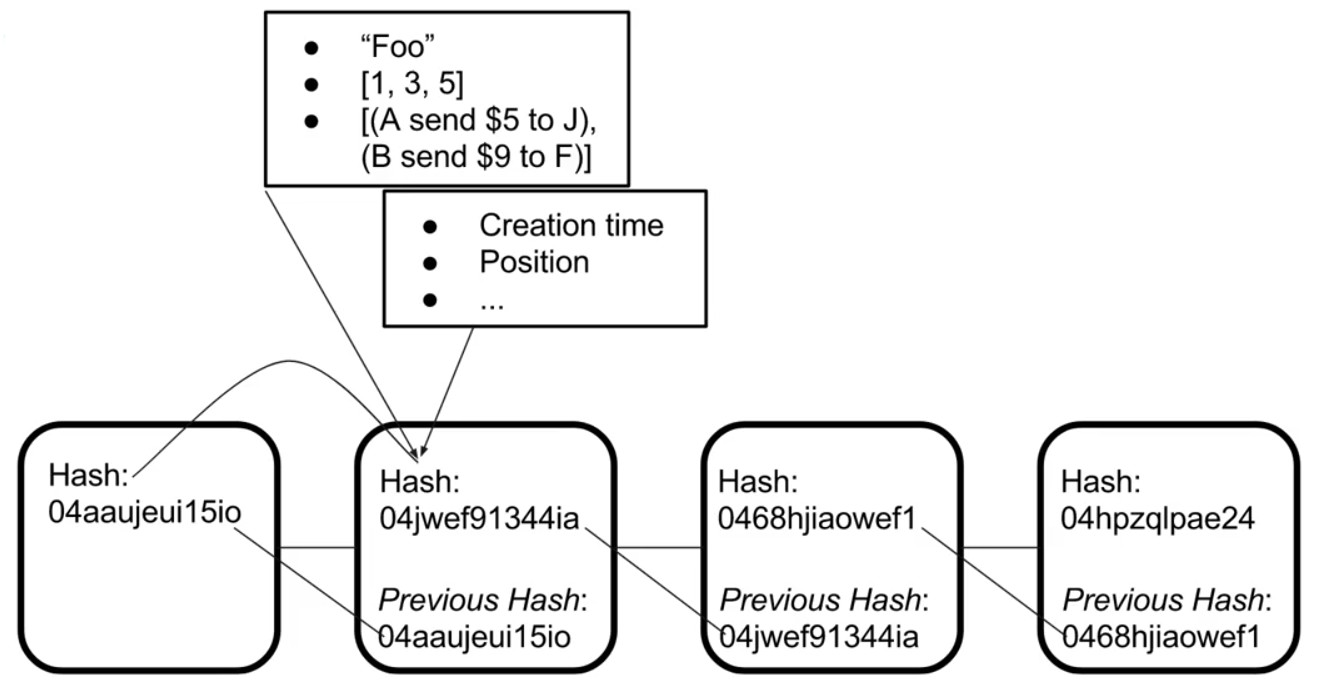 ● “Foo”
● [1, 3, 5]
● [(A send $5 to J),
(B send $9 to F)]
● Creation time
● Position
● ...
Hash:
04aaujeui15io
Hash:
04jwef91344ia
Previous Hash:
04aaujeui15io
Hash:
0468hjiaowef1
Previous Hash:
04jwef91344ia
Hash:
04hpzqlpae24
Previous Hash:
0468hjiaowef1